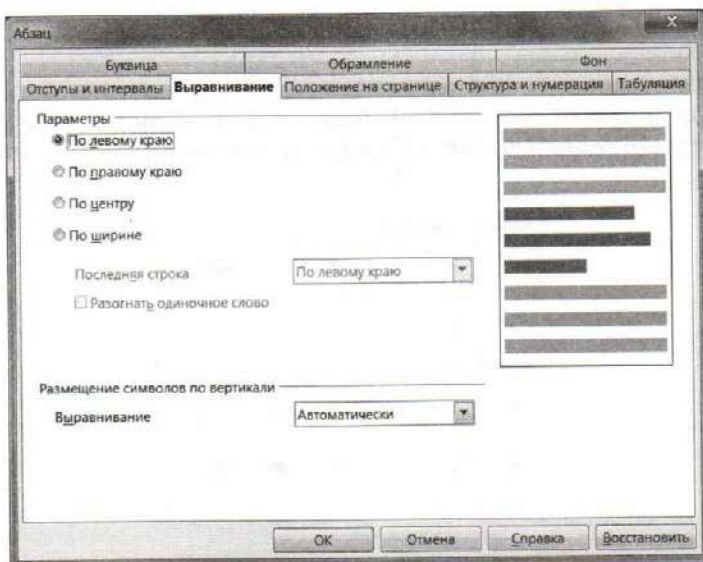 Абзац
Буквица Обрамление Фон
Отступы и интервалы Выравнивание Положение на странице Структура и нумерация Табуляция
Параметры
По левому краю
По правому краю
По центру
По ширине
Последняя строка По левому краю
Разогнать одиночное слово
Размещение символов по вертикали
Выравнивание Автоматически
ОК Отмена Справка Восстановить